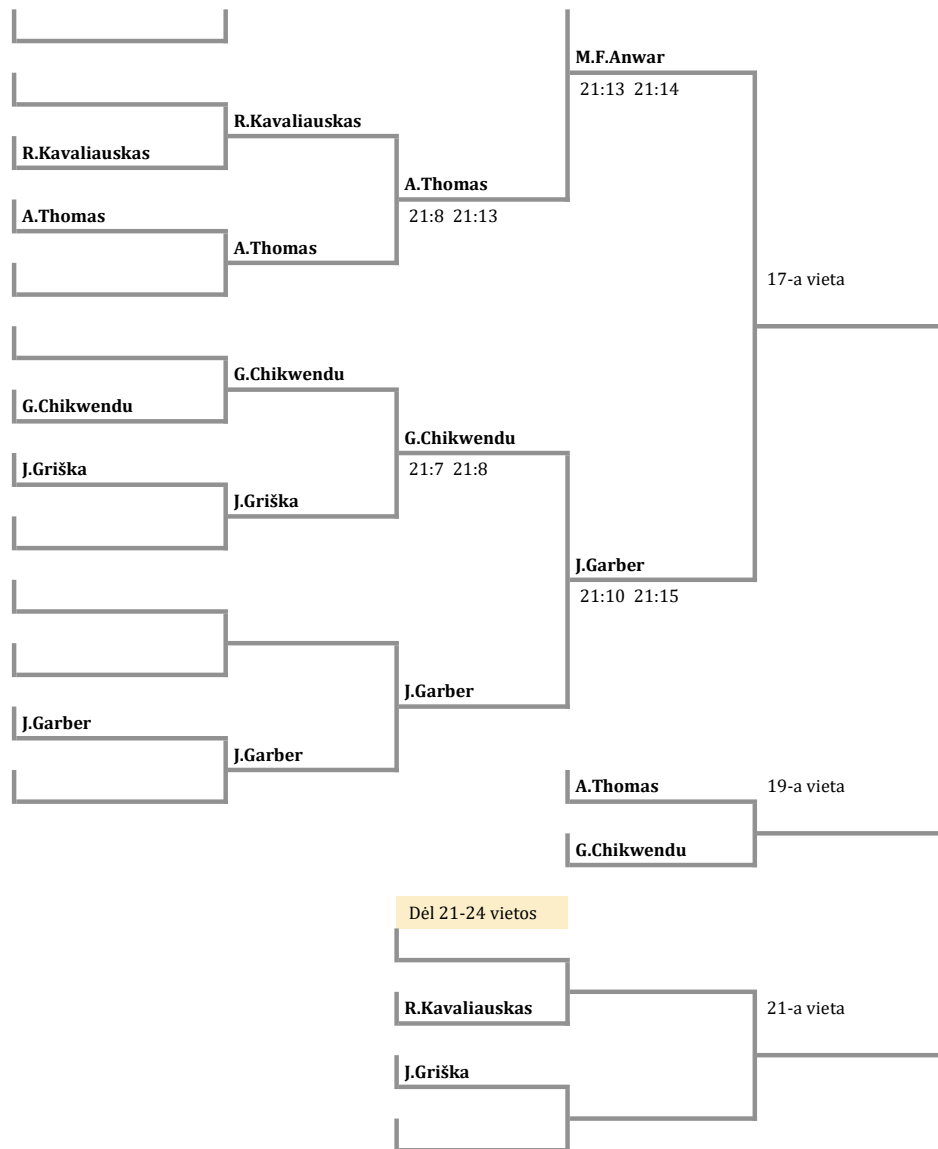 M.F.Anwar
21:13 21:14
R.Kavaliauskas
R.Kavaliauskas
A.Thomas
21:8 21:13
A.Thomas
A.Thomas
17-a vieta
G.Chikwendu
G.Chikwendu
G.Chikwendu
21:7 21:8
J.Griška
J.Griška
J.Garber
21:10 21:15
J.Garber
J.Garber
J.Garber
A.Thomas
19-a vieta
G.Chikwendu
Dėl 21-24 vietos
R.Kavaliauskas
21-a vieta
J.Griška